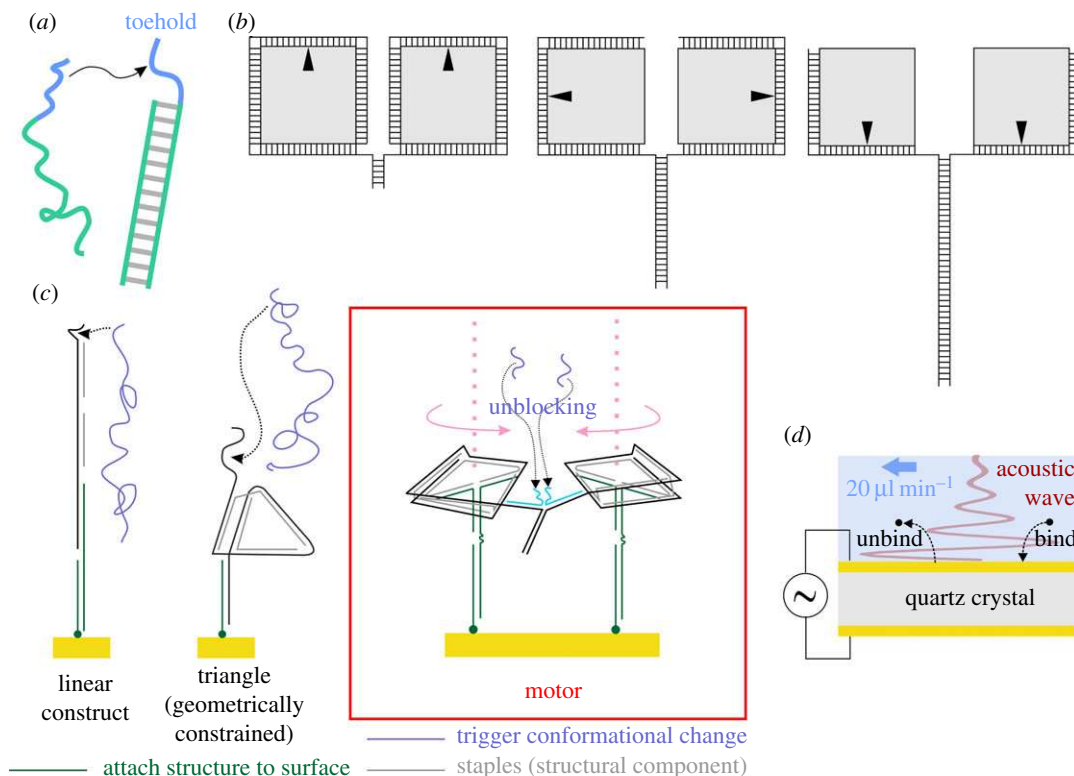 (a)
toehold
(b)
(c)
unblocking
linear
construct
triangle
(geometrically
constrained)
motor
(d)
acoustic
wave
20 µl min⁻¹
unbind
bind
~
quartz crystal
trigger conformational change
attach structure to surface
staples (structural component)